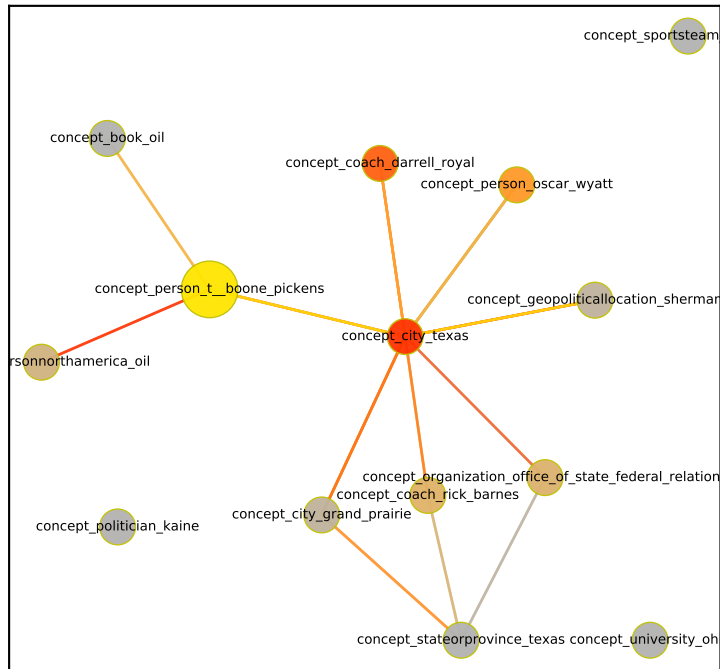 concept_sportsteam
concept_book_oil
concept_coach_darrell_royal
concept_person_oscar_wyatt
concept_person_t__boone_pickens
concept_geopoliticallocation_sherman
concept_city_texas
rsonnorthamerica_oil
concept_organization_office_of_state_federal_relation
concept_coach_rick_barnes
concept_city_grand_prairie
concept_politician_kaine
concept_stateorprovince_texas
concept_university_oh